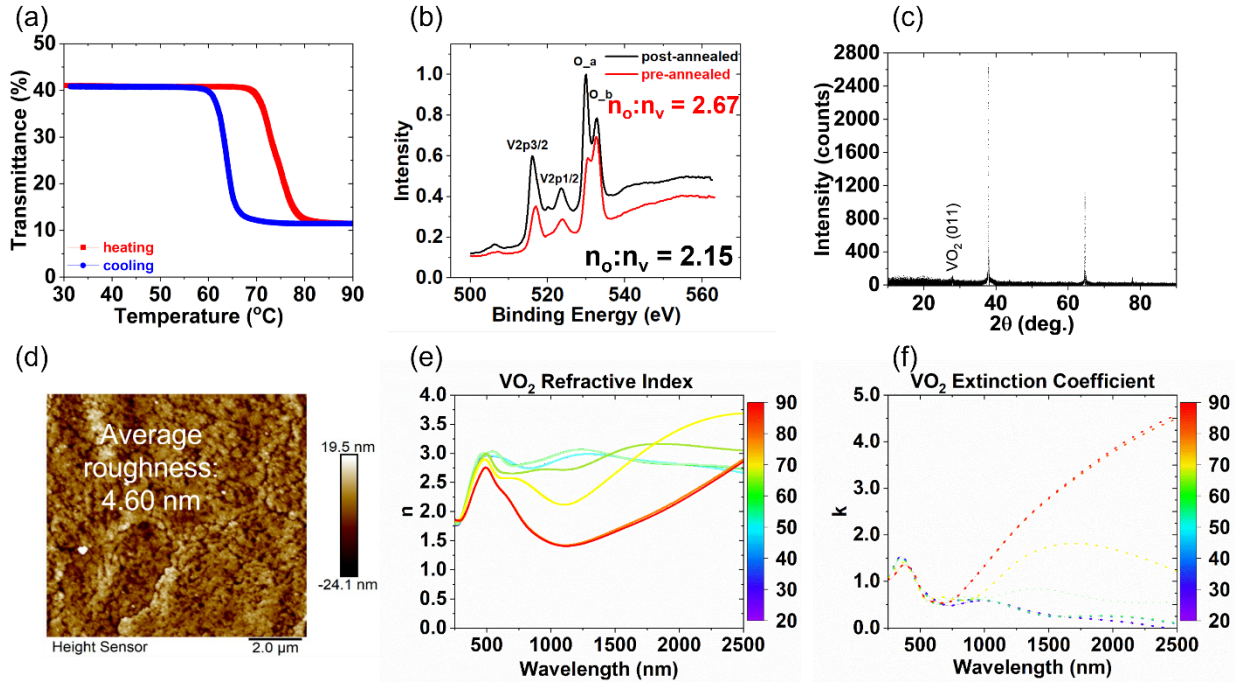 (a)
Transmittance (%)
50
40
30
20
10
0
heating
cooling
30 40 50 60 70 80 90
Temperature (ºC)
(b)
Intensity
1.0
0.8
0.6
0.4
0.2
0.0
O_a
post-annealed
pre-annealed
O_b
nₒ:nᵥ = 2.67
V2p3/2
V2p1/2
nₒ:nᵥ = 2.15
500 520 540 560
Binding Energy (eV)
(c)
Intensity (counts)
2800
2400
2000
1600
1200
800
400
0
VO₂ (011)
20 40 60 80
2θ (deg.)
(d)
Average
roughness:
4.60 nm
19.5 nm
-24.1 nm
Height Sensor
2.0 µm
(e)
VO₂ Refractive Index
n
4.0
3.5
3.0
2.5
2.0
1.5
1.0
0.5
0.0
500 1000 1500 2000 2500
Wavelength (nm)
90
80
70
60
50
40
30
20
(f)
VO₂ Extinction Coefficient
k
5.0
4.0
3.0
2.0
1.0
0.0
500 1000 1500 2000 2500
Wavelength (nm)
90
80
70
60
50
40
30
20